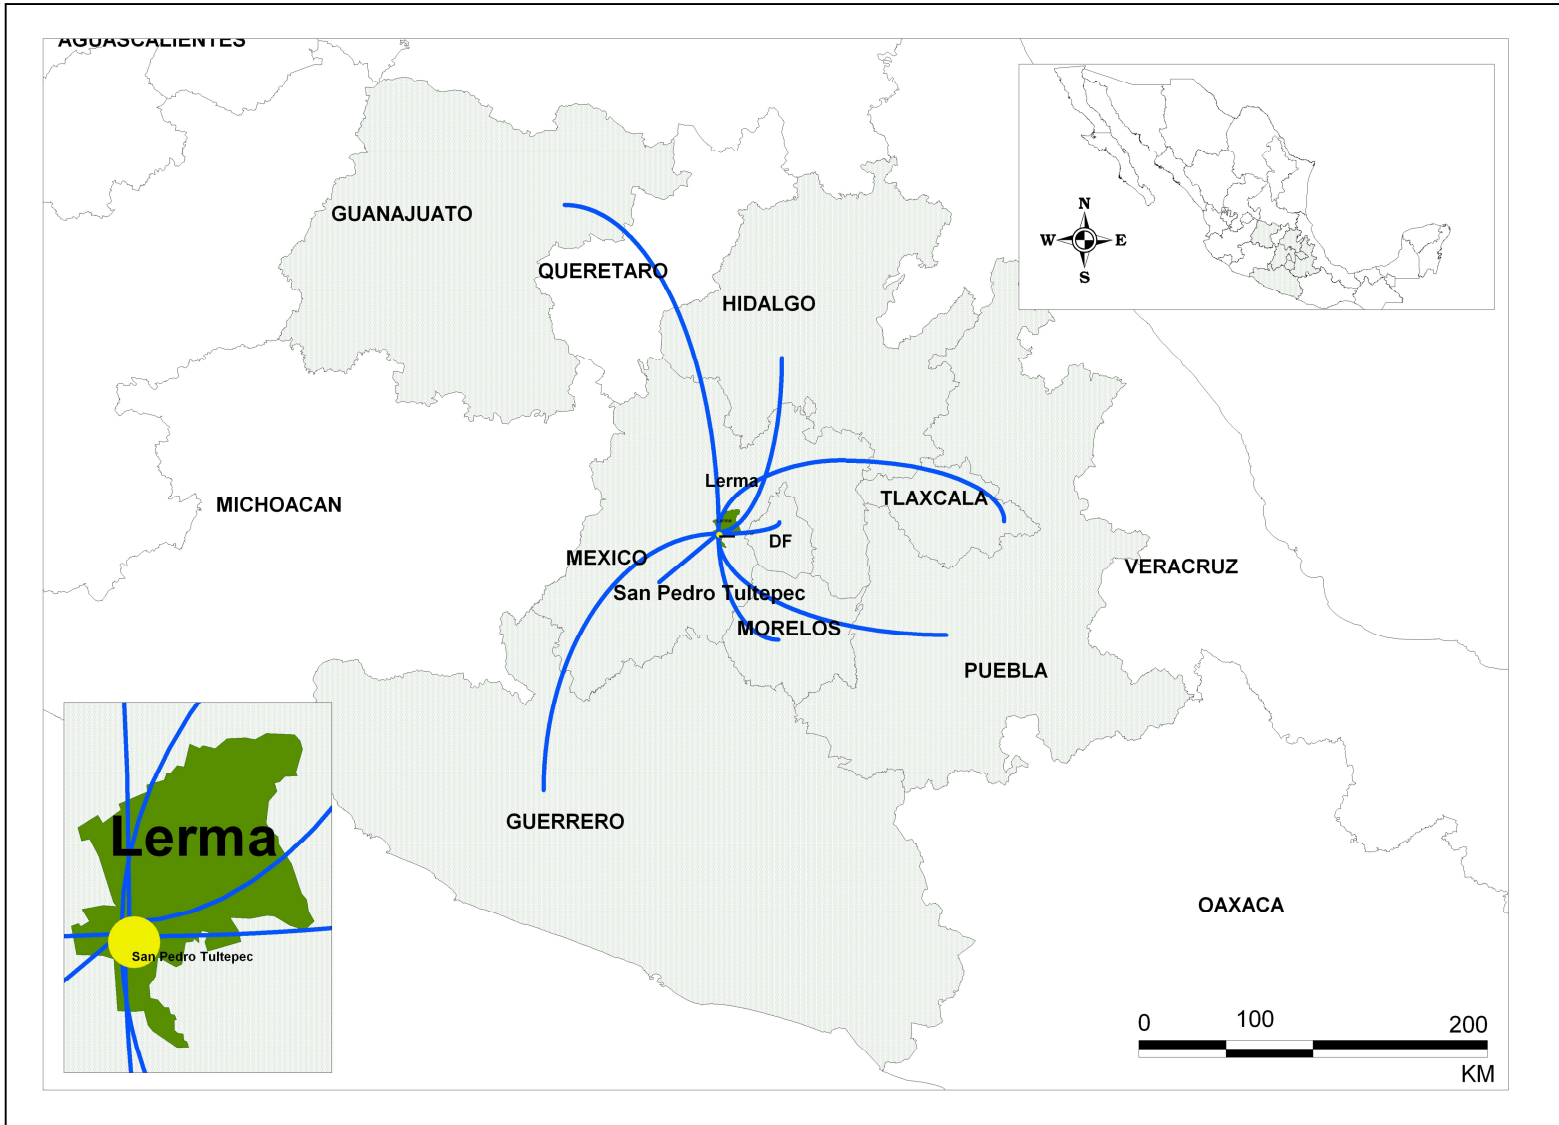 AGUASCALIENTES
GUANAJUATO
QUERETARO
HIDALGO
N
W E
S
Lerma
TLAXCALA
MICHOACAN
DF
MEXICO
VERACRUZ
San Pedro Tultepec
MORELOS
PUEBLA
GUERRERO
Lerma
San Pedro Tultepec
OAXACA
0 100 200
KM